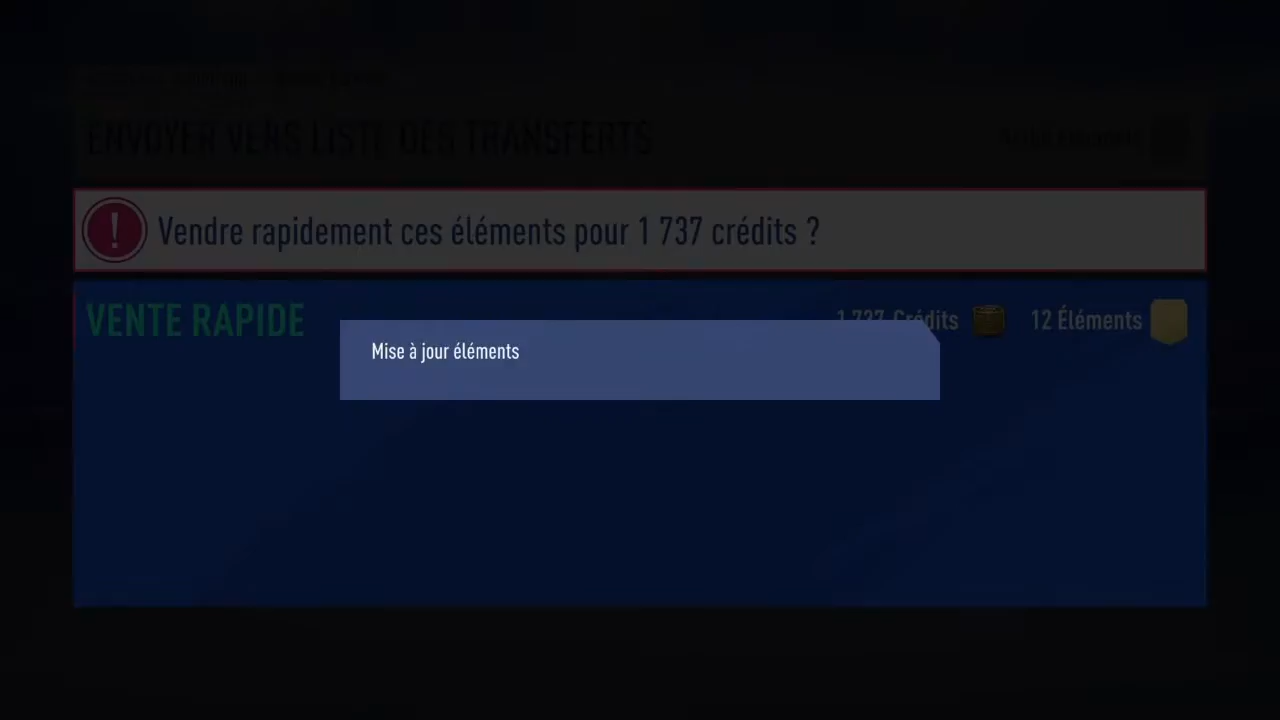 ENVOYER VERS LISTE DES TRANSFERTS
!
Vendre rapidement ces éléments pour 1 737 crédits ?
VENTE RAPIDE
1 737 Crédits
12 Éléments
Mise à jour éléments